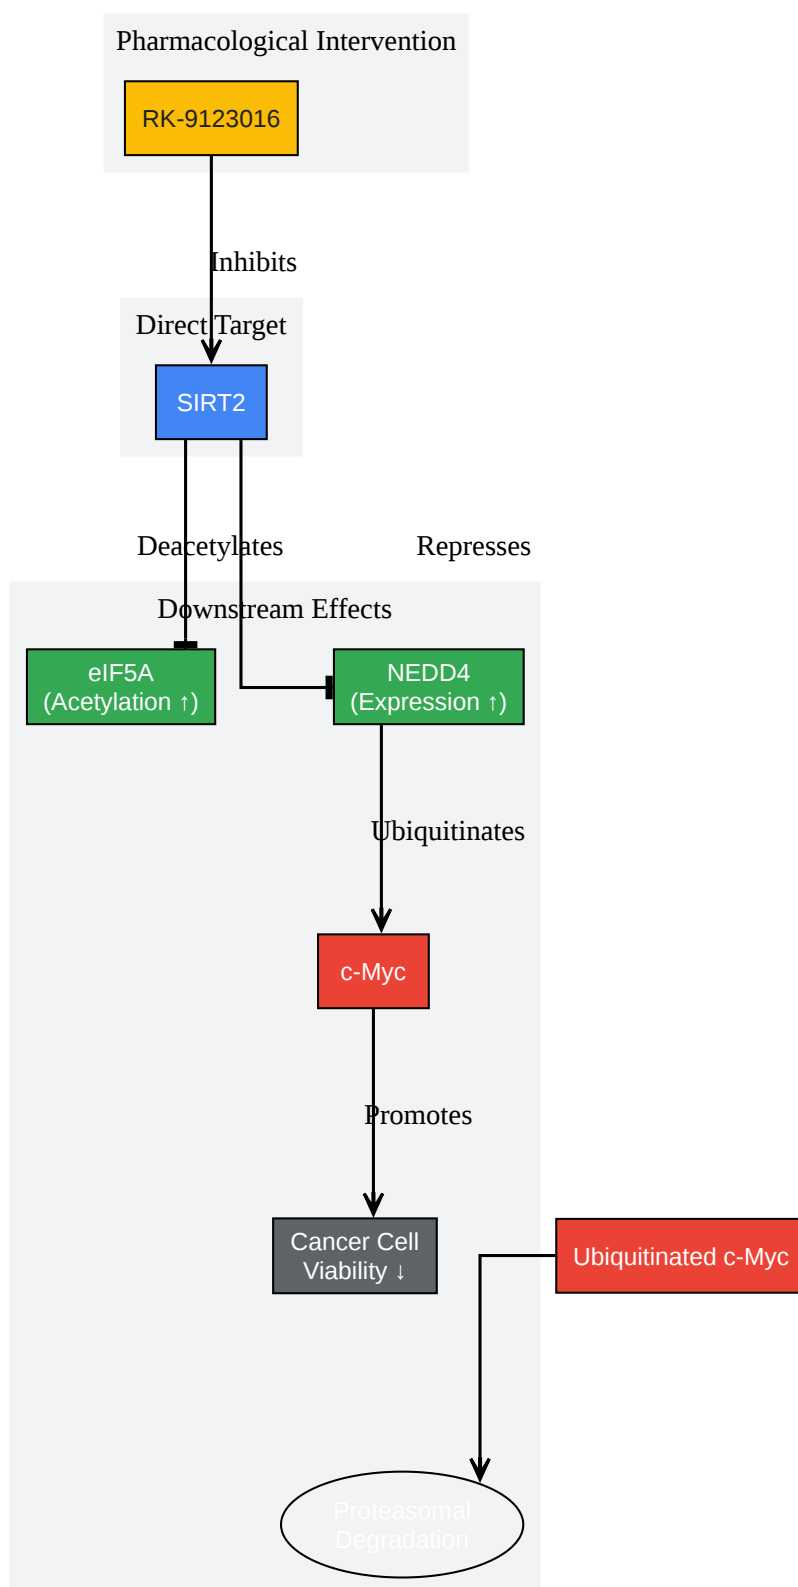 Pharmacological Intervention
RK-9123016
Inhibits
Direct Target
SIRT2
Deacetylates
Represses
Downstream Effects
eIF5A
(Acetylation ↑)
NEDD4
(Expression ↑)
Ubiquitinates
c-Myc
Promotes
Cancer Cell
Viability ↓
Ubiquitinated c-Myc
Proteasomal
Degradation